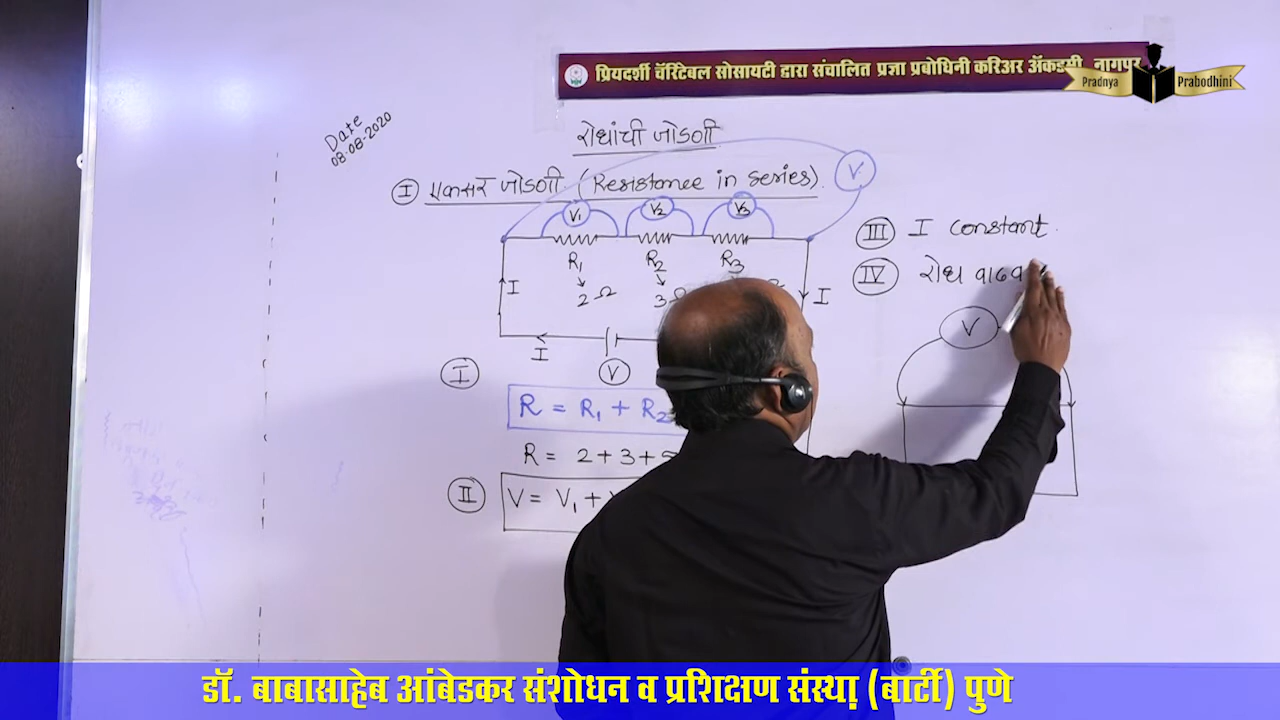 प्रियदर्शी चॅरिटेबल सोसायटी द्वारा संचालित प्रज्ञा प्रबोधिनी करिअर ॲकडमी, नागपूर
Pradnya Prabodhini
Date
08-08-2020
रोधांची जोडणी
I एकसर जोडणी (Resistance in series).
V
V1 V2 V3
R1 R2 R3
2 Ω 3 Ω
I I
I
V
III I constant.
IV रोध वाढव
V
I
R = R1 + R2
R = 2+3+
II V = V1 +
डॉ. बाबासाहेब आंबेडकर संशोधन व प्रशिक्षण संस्था़ (बार्टी) पुणे